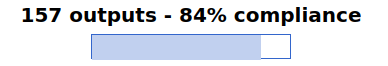 157 outputs - 84% compliance